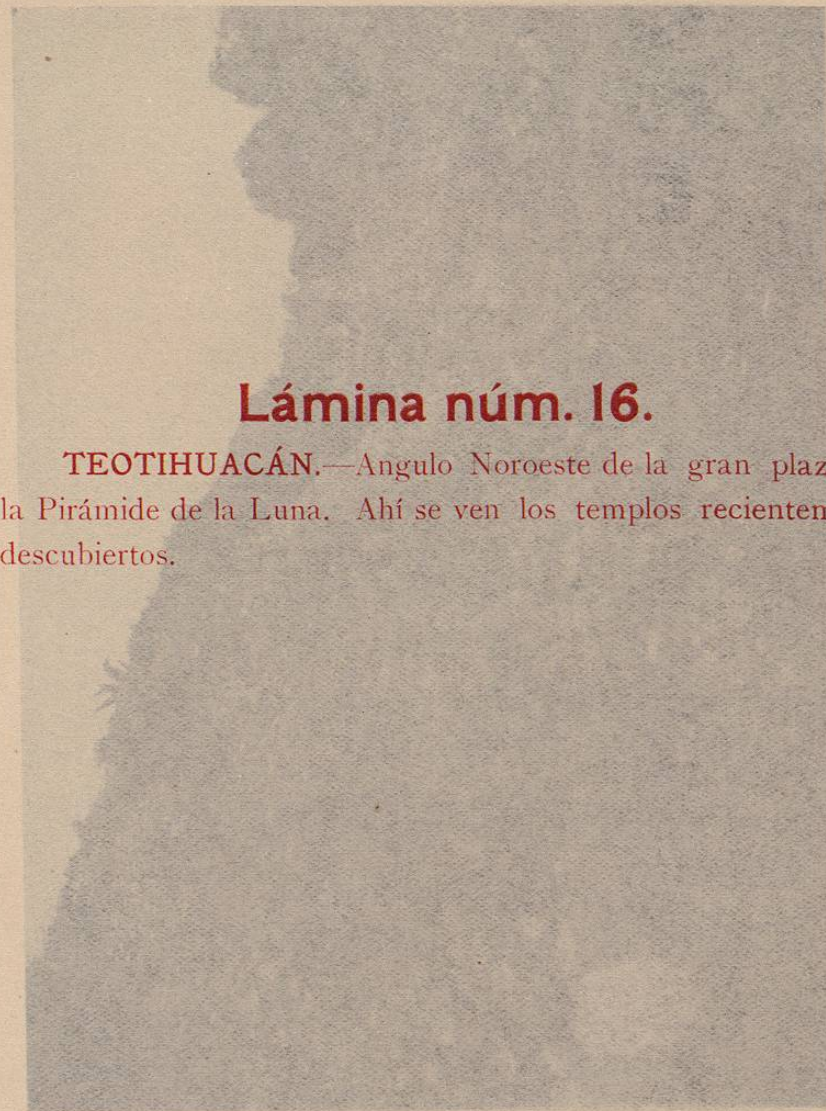 Lámina núm. 16.
TEOTIHUACÁN.—Angulo Noroeste de la gran plaz
la Pirámide de la Luna. Ahí se ven los templos recienten
descubiertos.